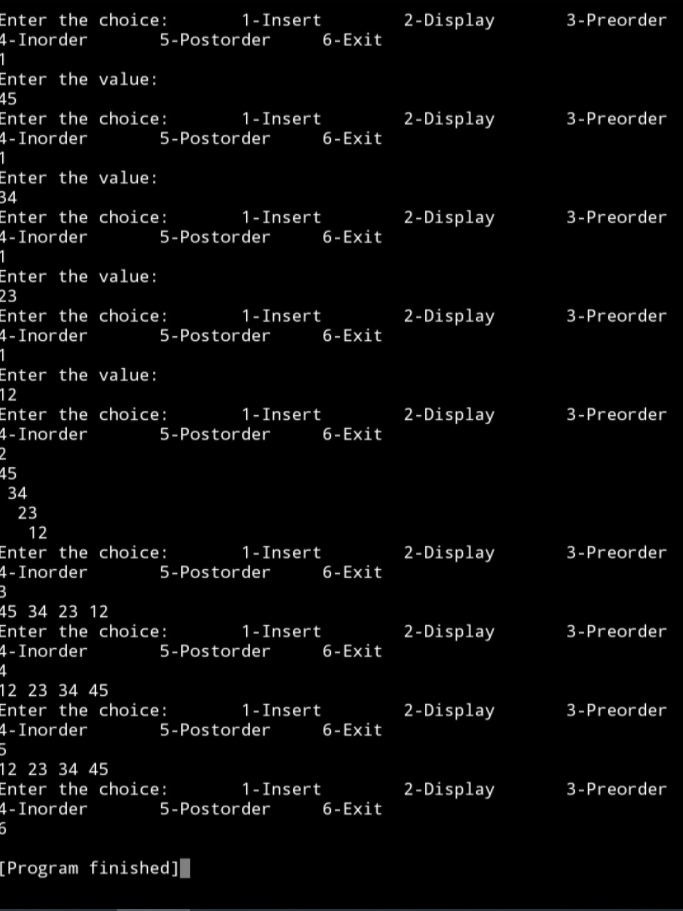 Enter the choice: 1-Insert 2-Display 3-Preorder
4-Inorder 5-Postorder 6-Exit
1
Enter the value:
45
Enter the choice: 1-Insert 2-Display 3-Preorder
4-Inorder 5-Postorder 6-Exit
1
Enter the value:
34
Enter the choice: 1-Insert 2-Display 3-Preorder
4-Inorder 5-Postorder 6-Exit
1
Enter the value:
23
Enter the choice: 1-Insert 2-Display 3-Preorder
4-Inorder 5-Postorder 6-Exit
1
Enter the value:
12
Enter the choice: 1-Insert 2-Display 3-Preorder
4-Inorder 5-Postorder 6-Exit
2
45
34
23
12
Enter the choice: 1-Insert 2-Display 3-Preorder
4-Inorder 5-Postorder 6-Exit
3
45 34 23 12
Enter the choice: 1-Insert 2-Display 3-Preorder
4-Inorder 5-Postorder 6-Exit
4
12 23 34 45
Enter the choice: 1-Insert 2-Display 3-Preorder
4-Inorder 5-Postorder 6-Exit
5
12 23 34 45
Enter the choice: 1-Insert 2-Display 3-Preorder
4-Inorder 5-Postorder 6-Exit
6
[Program finished]